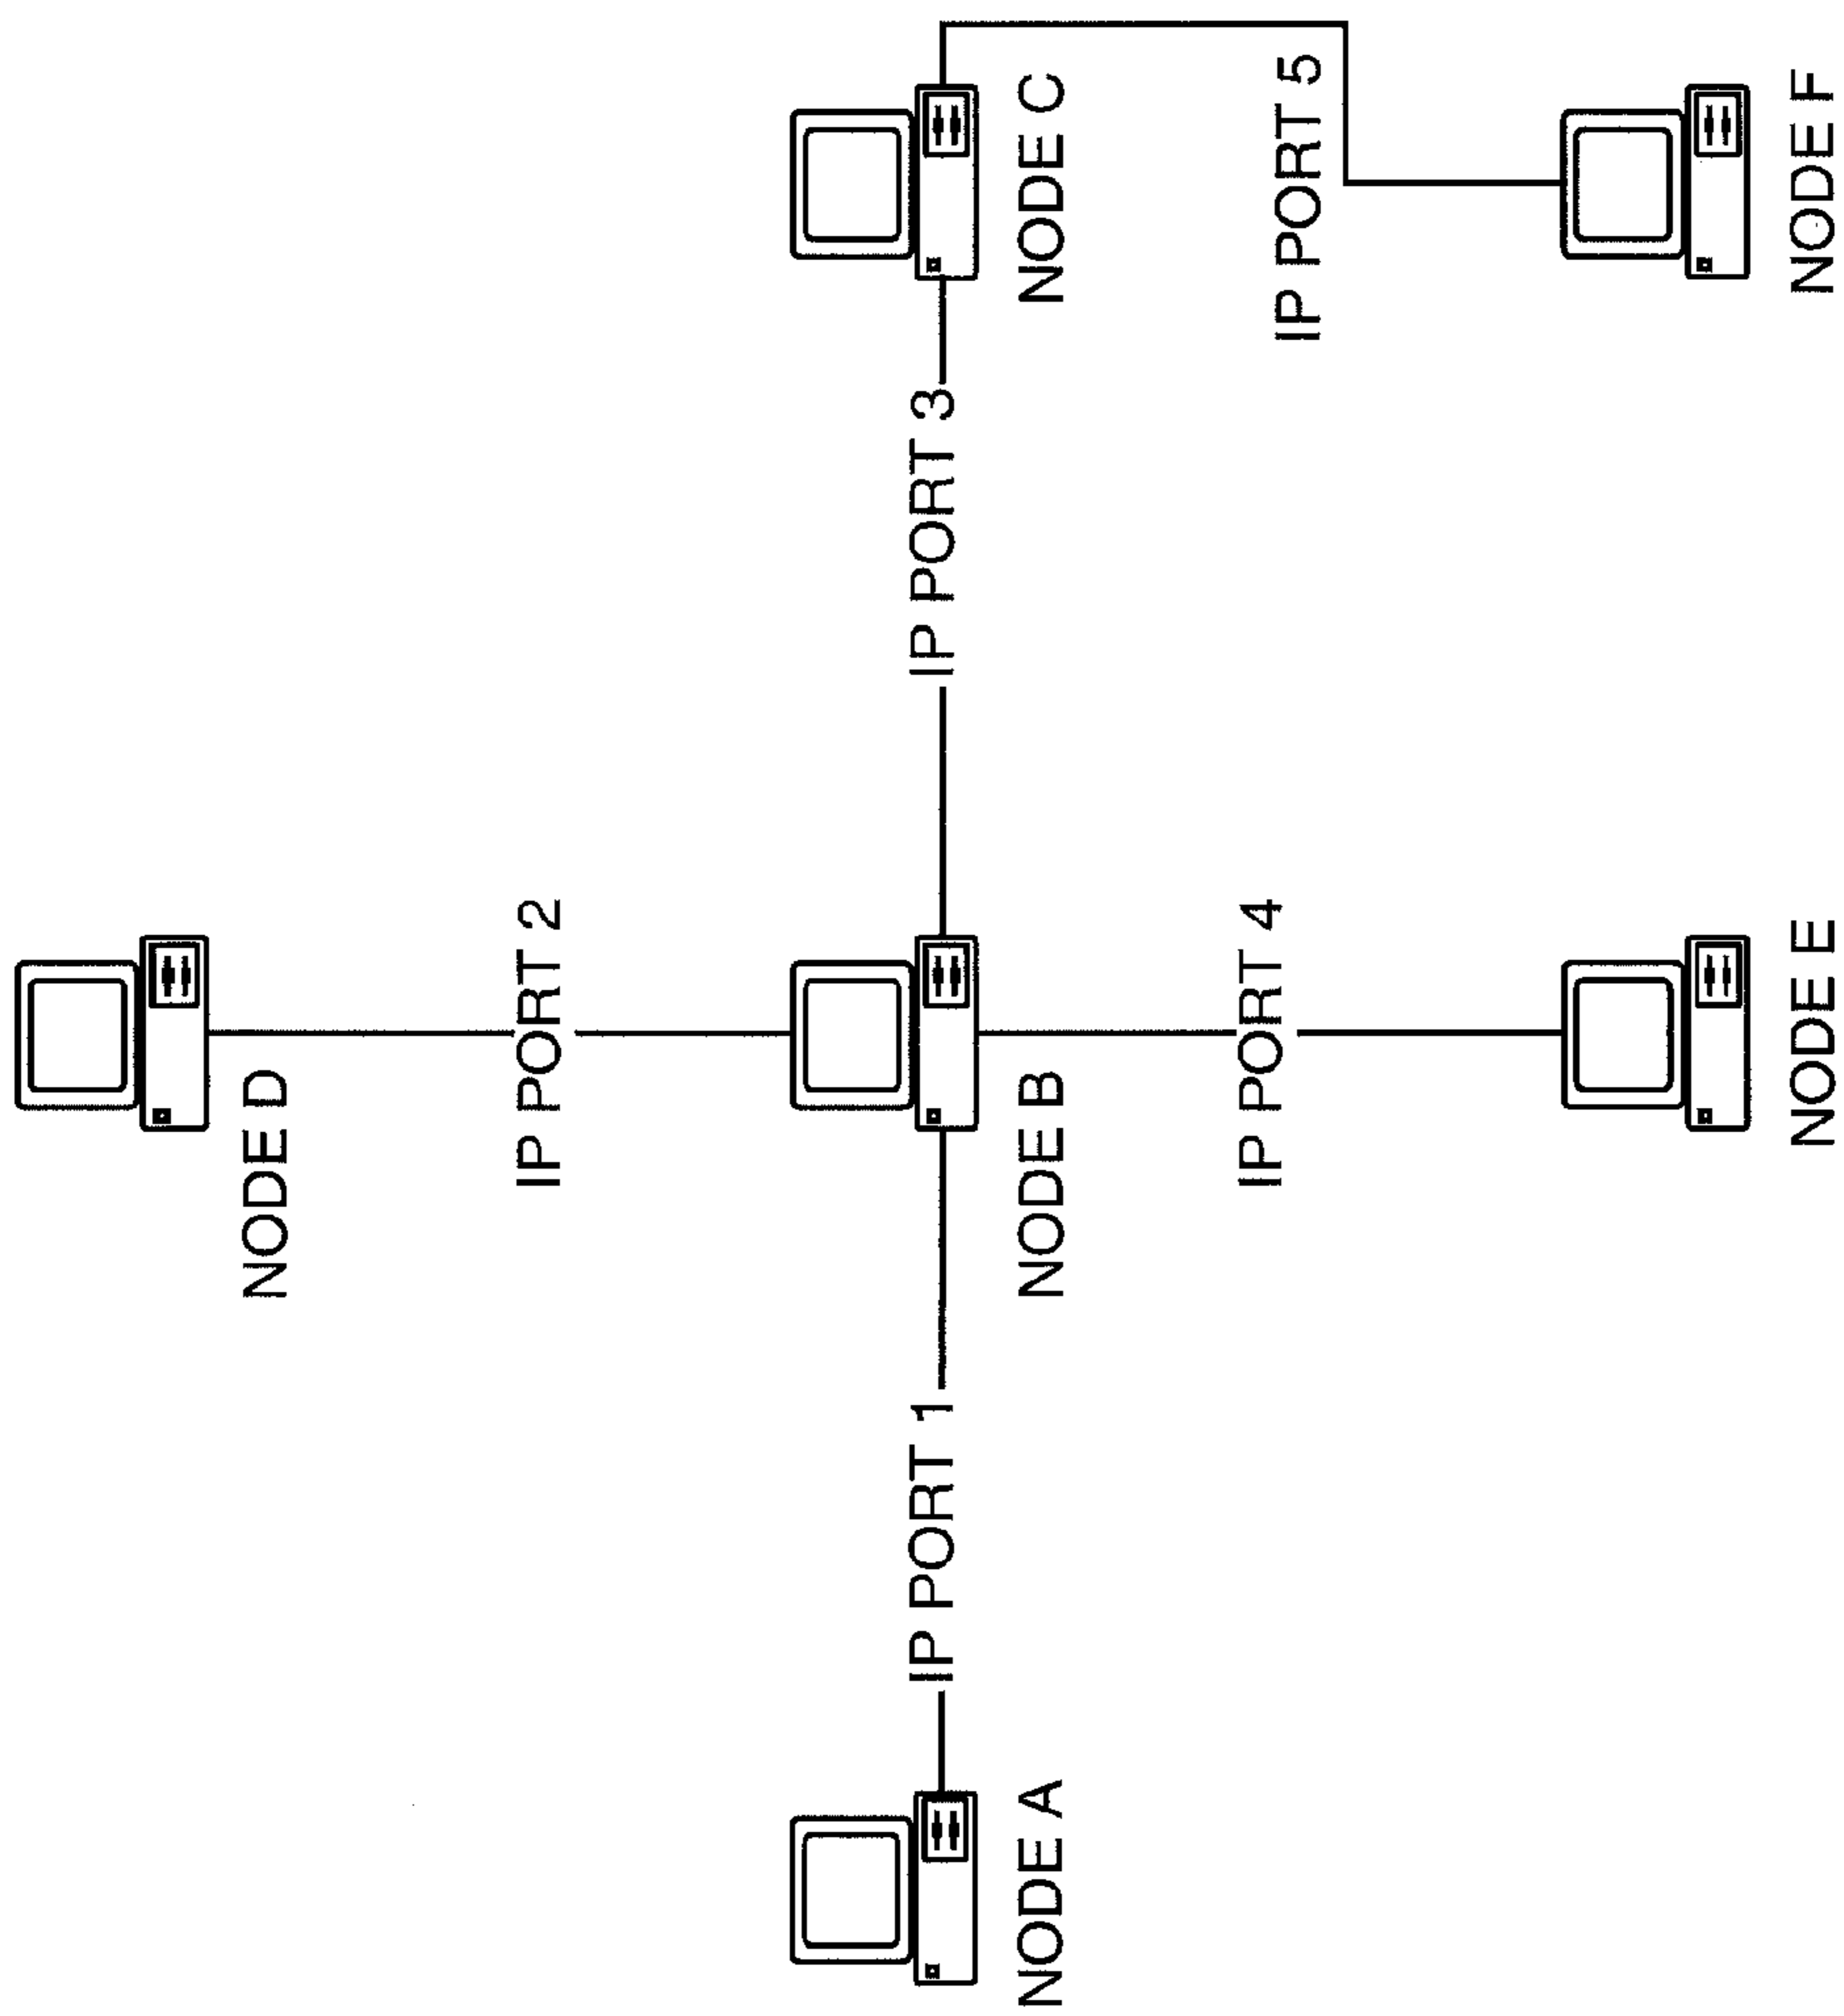 NODE D
IP PORT 2
NODE A
IP PORT 1
NODE B
IP PORT 3
NODE C
IP PORT 4
IP PORT 5
NODE E
NODE F